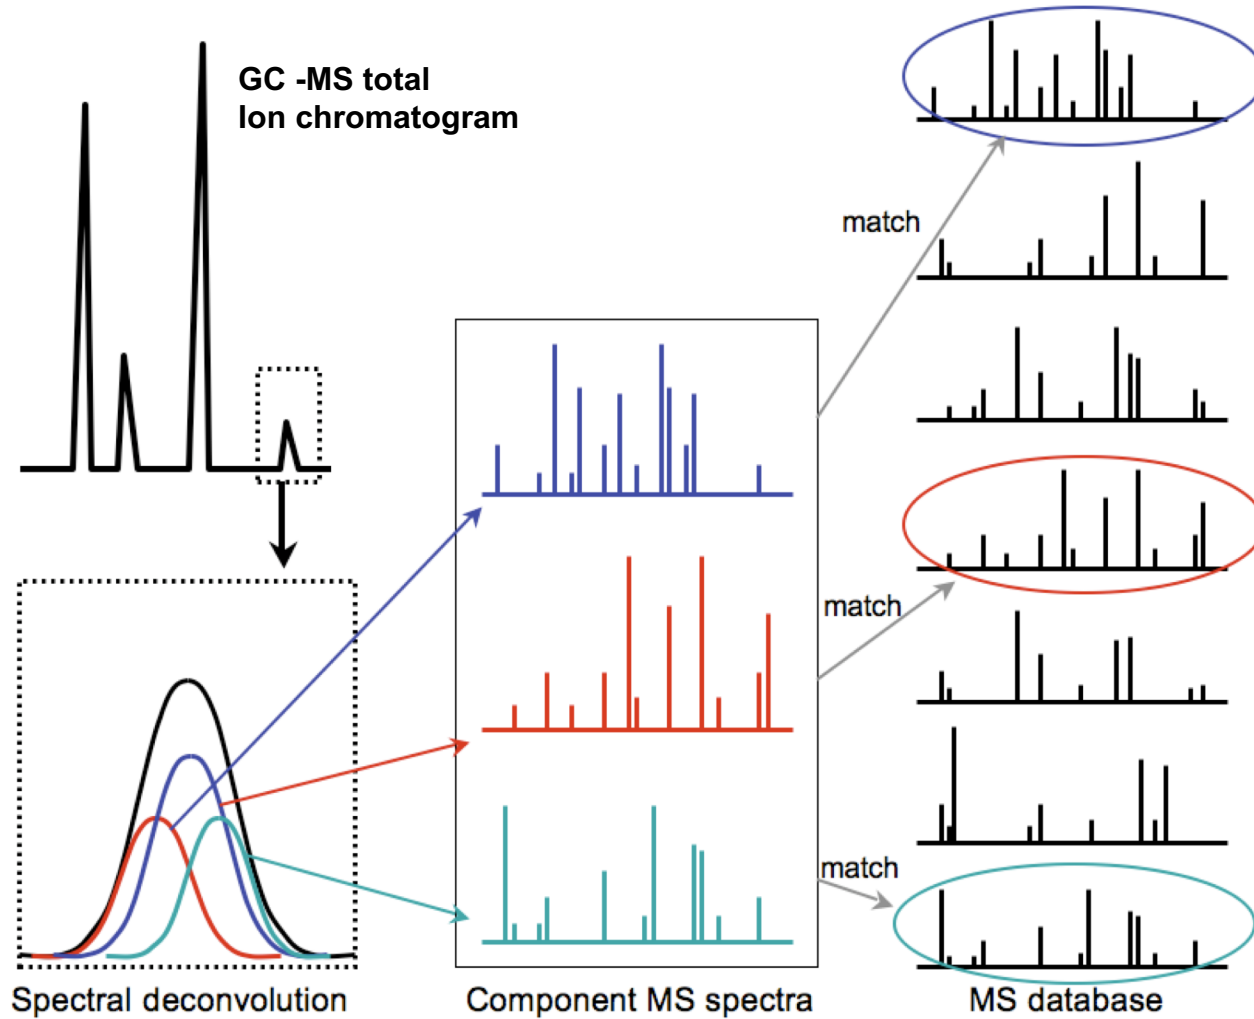 GC -MS total
Ion chromatogram
match
match
match
Spectral deconvolution
Component MS spectra
MS database